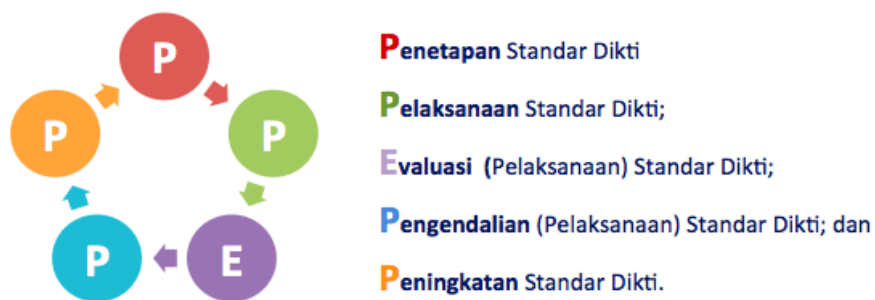 P
P
P
P
E
Penetapan Standar Dikti
Pelaksanaan Standar Dikti;
Evaluasi (Pelaksanaan) Standar Dikti;
Pengendalian (Pelaksanaan) Standar Dikti; dan
Peningkatan Standar Dikti.